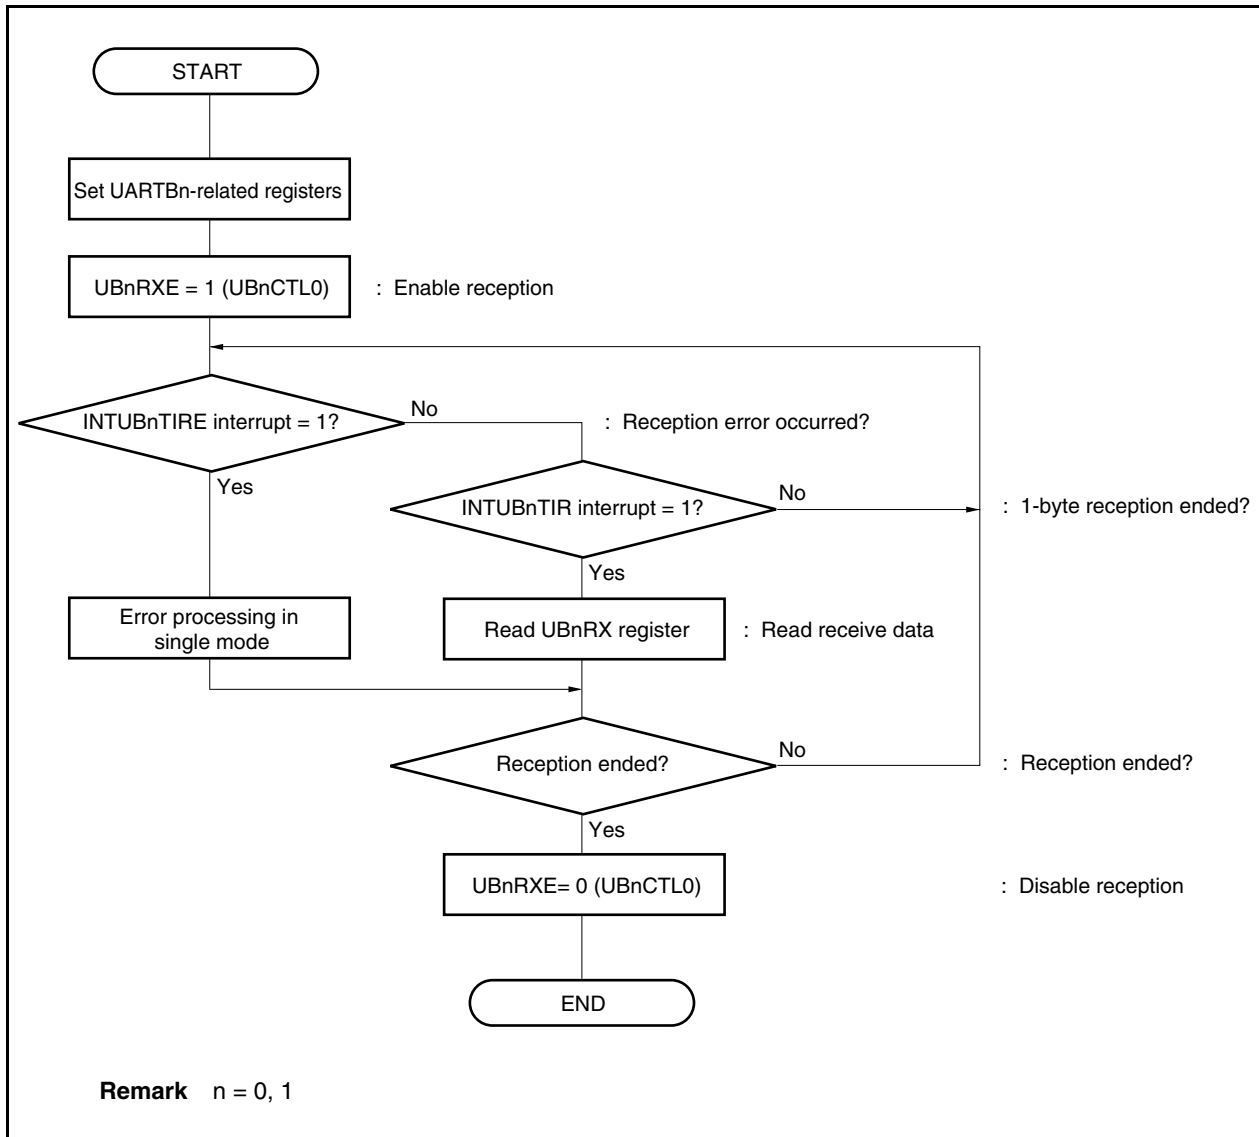 START
Set UARTBn-related registers
UBnRXE = 1 (UBnCTL0)
: Enable reception
INTUBnTIRE interrupt = 1?
No
: Reception error occurred?
Yes
INTUBnTIR interrupt = 1?
No
: 1-byte reception ended?
Yes
Error processing in
single mode
Read UBnRX register
: Read receive data
Reception ended?
No
: Reception ended?
Yes
UBnRXE= 0 (UBnCTL0)
: Disable reception
END
Remark n = 0, 1